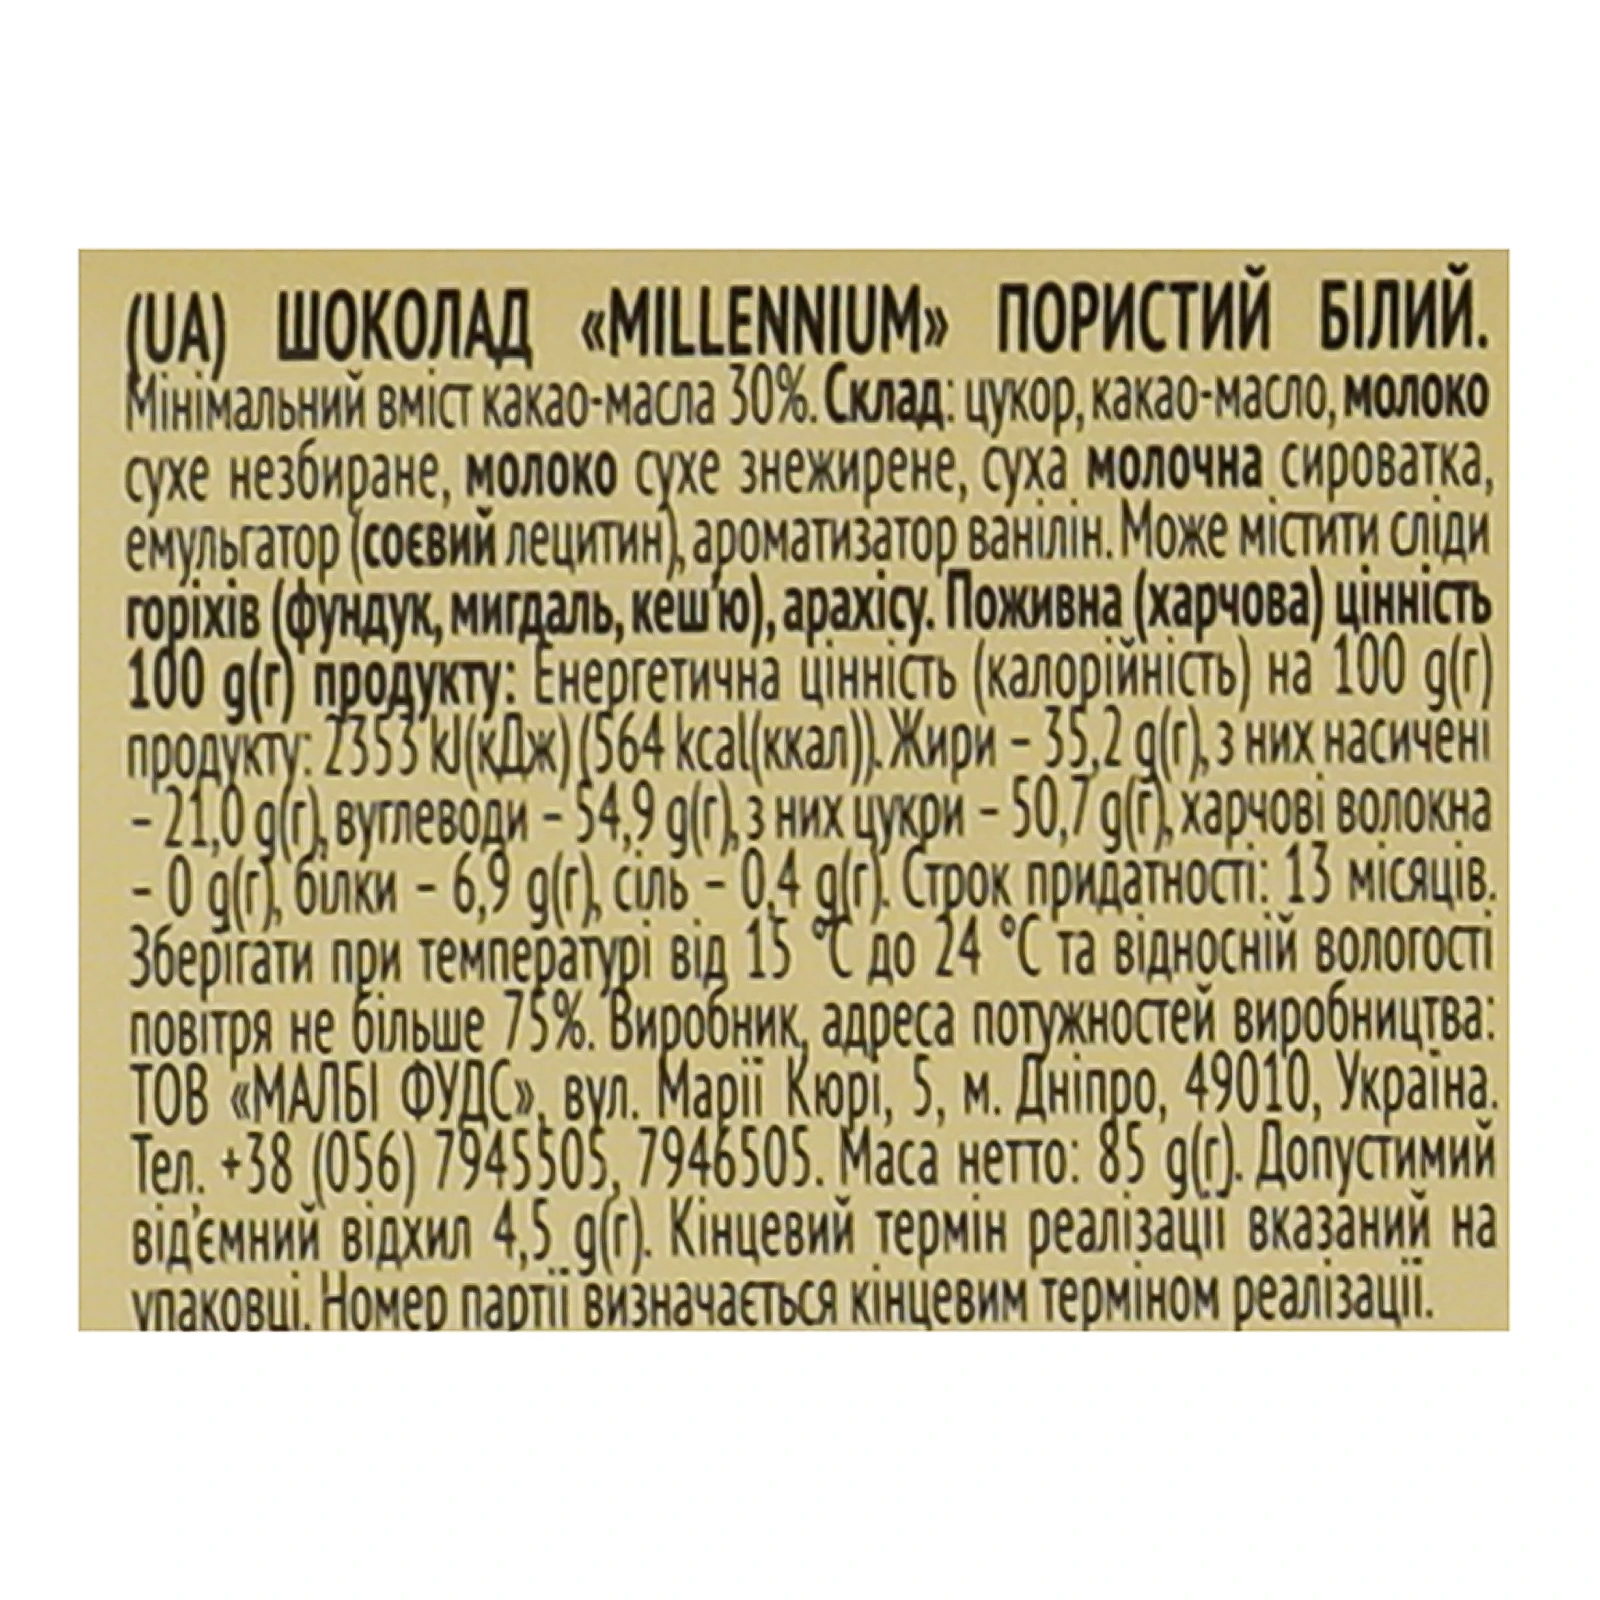 (UA) ШОКОЛАД «MILLENNIUM» ПОРИСТИЙ БІЛИЙ.
Мінімальний вміст какао-масла 30%. Склад: цукор, какао-масло, молоко
сухе незбиране, молоко сухе знежирене, суха молочна сироватка,
емульгатор (соєвий лецитин), ароматизатор ванілін. Може містити сліди
горіхів (фундук, мигдаль, кеш'ю), арахісу. Поживна (харчова) цінність
100 g(г) продукту: Енергетична цінність (калорійність) на 100 g(г)
продукту: 2353 kJ(кДж) (564 kcal(ккал)). Жири – 35,2 g(г), з них насичені
– 21,0 g(г), вуглеводи – 54,9 g(г), з них цукри – 50,7 g(г), харчові волокна
– 0 g(г), білки – 6,9 g(г), сіль – 0,4 g(г). Строк придатності: 13 місяців.
Зберігати при температурі від 15 °С до 24 °С та відносній вологості
повітря не більше 75%. Виробник, адреса потужностей виробництва:
ТОВ «МАЛБІ ФУДС», вул. Марії Кюрі, 5, м. Дніпро, 49010, Україна.
Тел. +38 (056) 7945505, 7946505. Маса нетто: 85 g(г). Допустимий
від'ємний відхил 4,5 g(г). Кінцевий термін реалізації вказаний на
упаковці. Номер партії визначається кінцевим терміном реалізації.